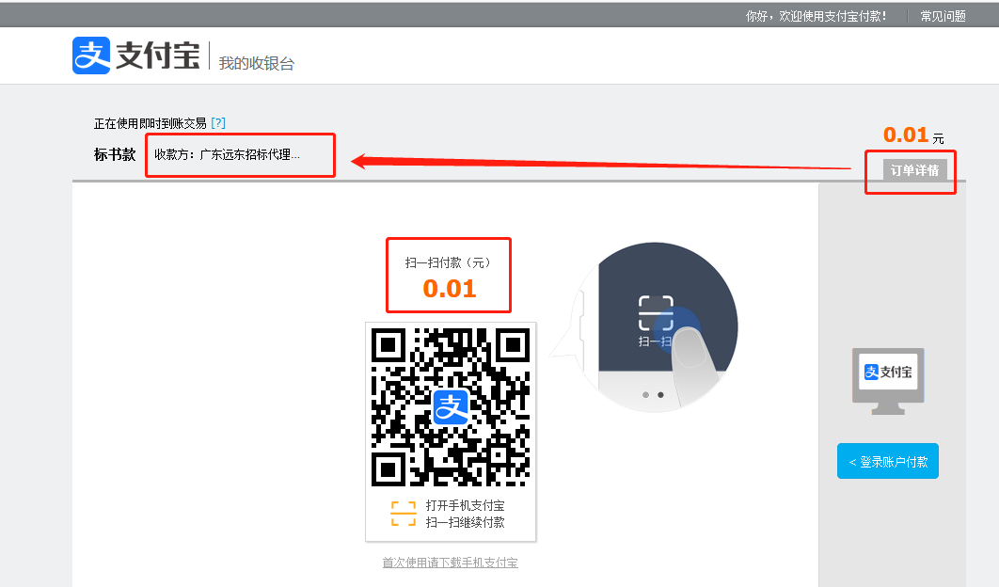 你好，欢迎使用支付宝付款！ 常见问题
支 支付宝 我的收银台
正在使用即时到账交易 [?]
0.01 元
标书款 收款方：广东远东招标代理...
订单详情
扫一扫付款（元）
0.01
扫一扫
支
支 支付宝
< 登录账户付款
打开手机支付宝
扫一扫继续付款
首次使用请下载手机支付宝